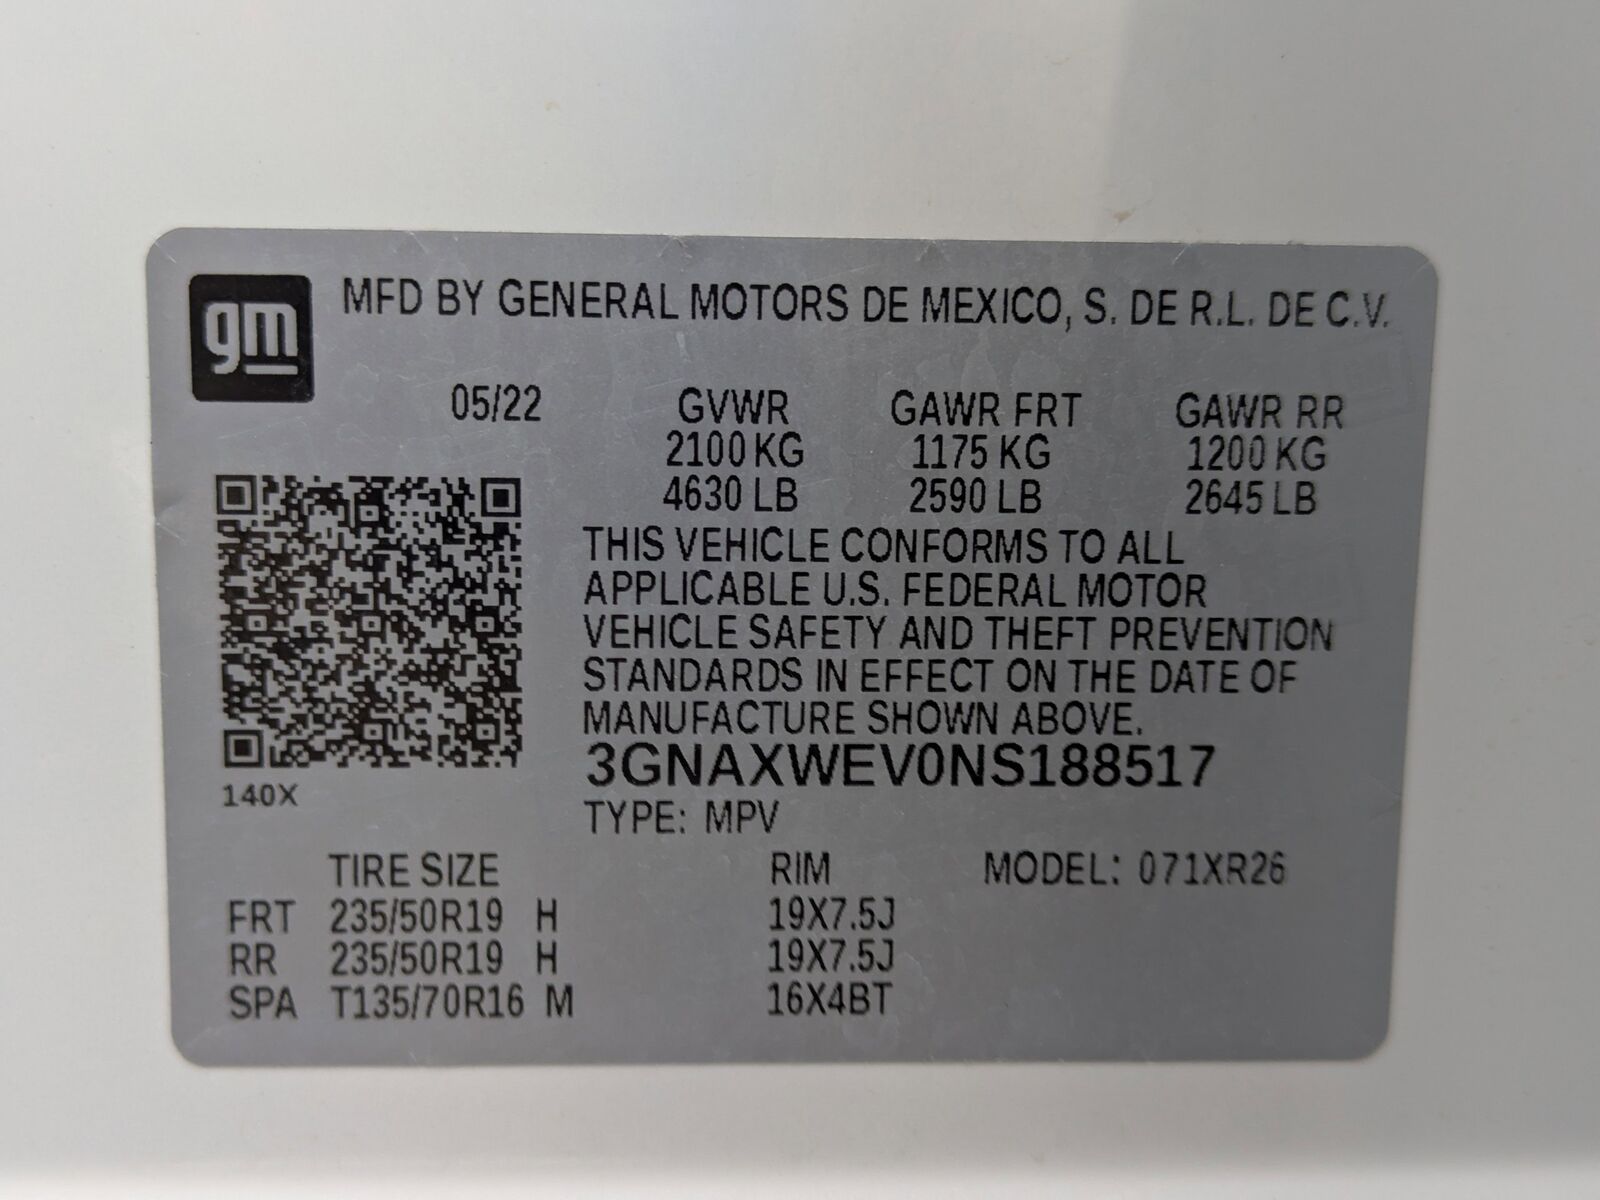 gm MFD BY GENERAL MOTORS DE MEXICO, S. DE R.L. DE C.V.
05/22 GVWR GAWR FRT GAWR RR
2100 KG 1175 KG 1200 KG
4630 LB 2590 LB 2645 LB
THIS VEHICLE CONFORMS TO ALL
APPLICABLE U.S. FEDERAL MOTOR
VEHICLE SAFETY AND THEFT PREVENTION
STANDARDS IN EFFECT ON THE DATE OF
MANUFACTURE SHOWN ABOVE.
3GNAXWEV0NS188517
140X
TYPE: MPV
TIRE SIZE RIM MODEL: 071XR26
FRT 235/50R19 H 19X7.5J
RR 235/50R19 H 19X7.5J
SPA T135/70R16 M 16X4BT